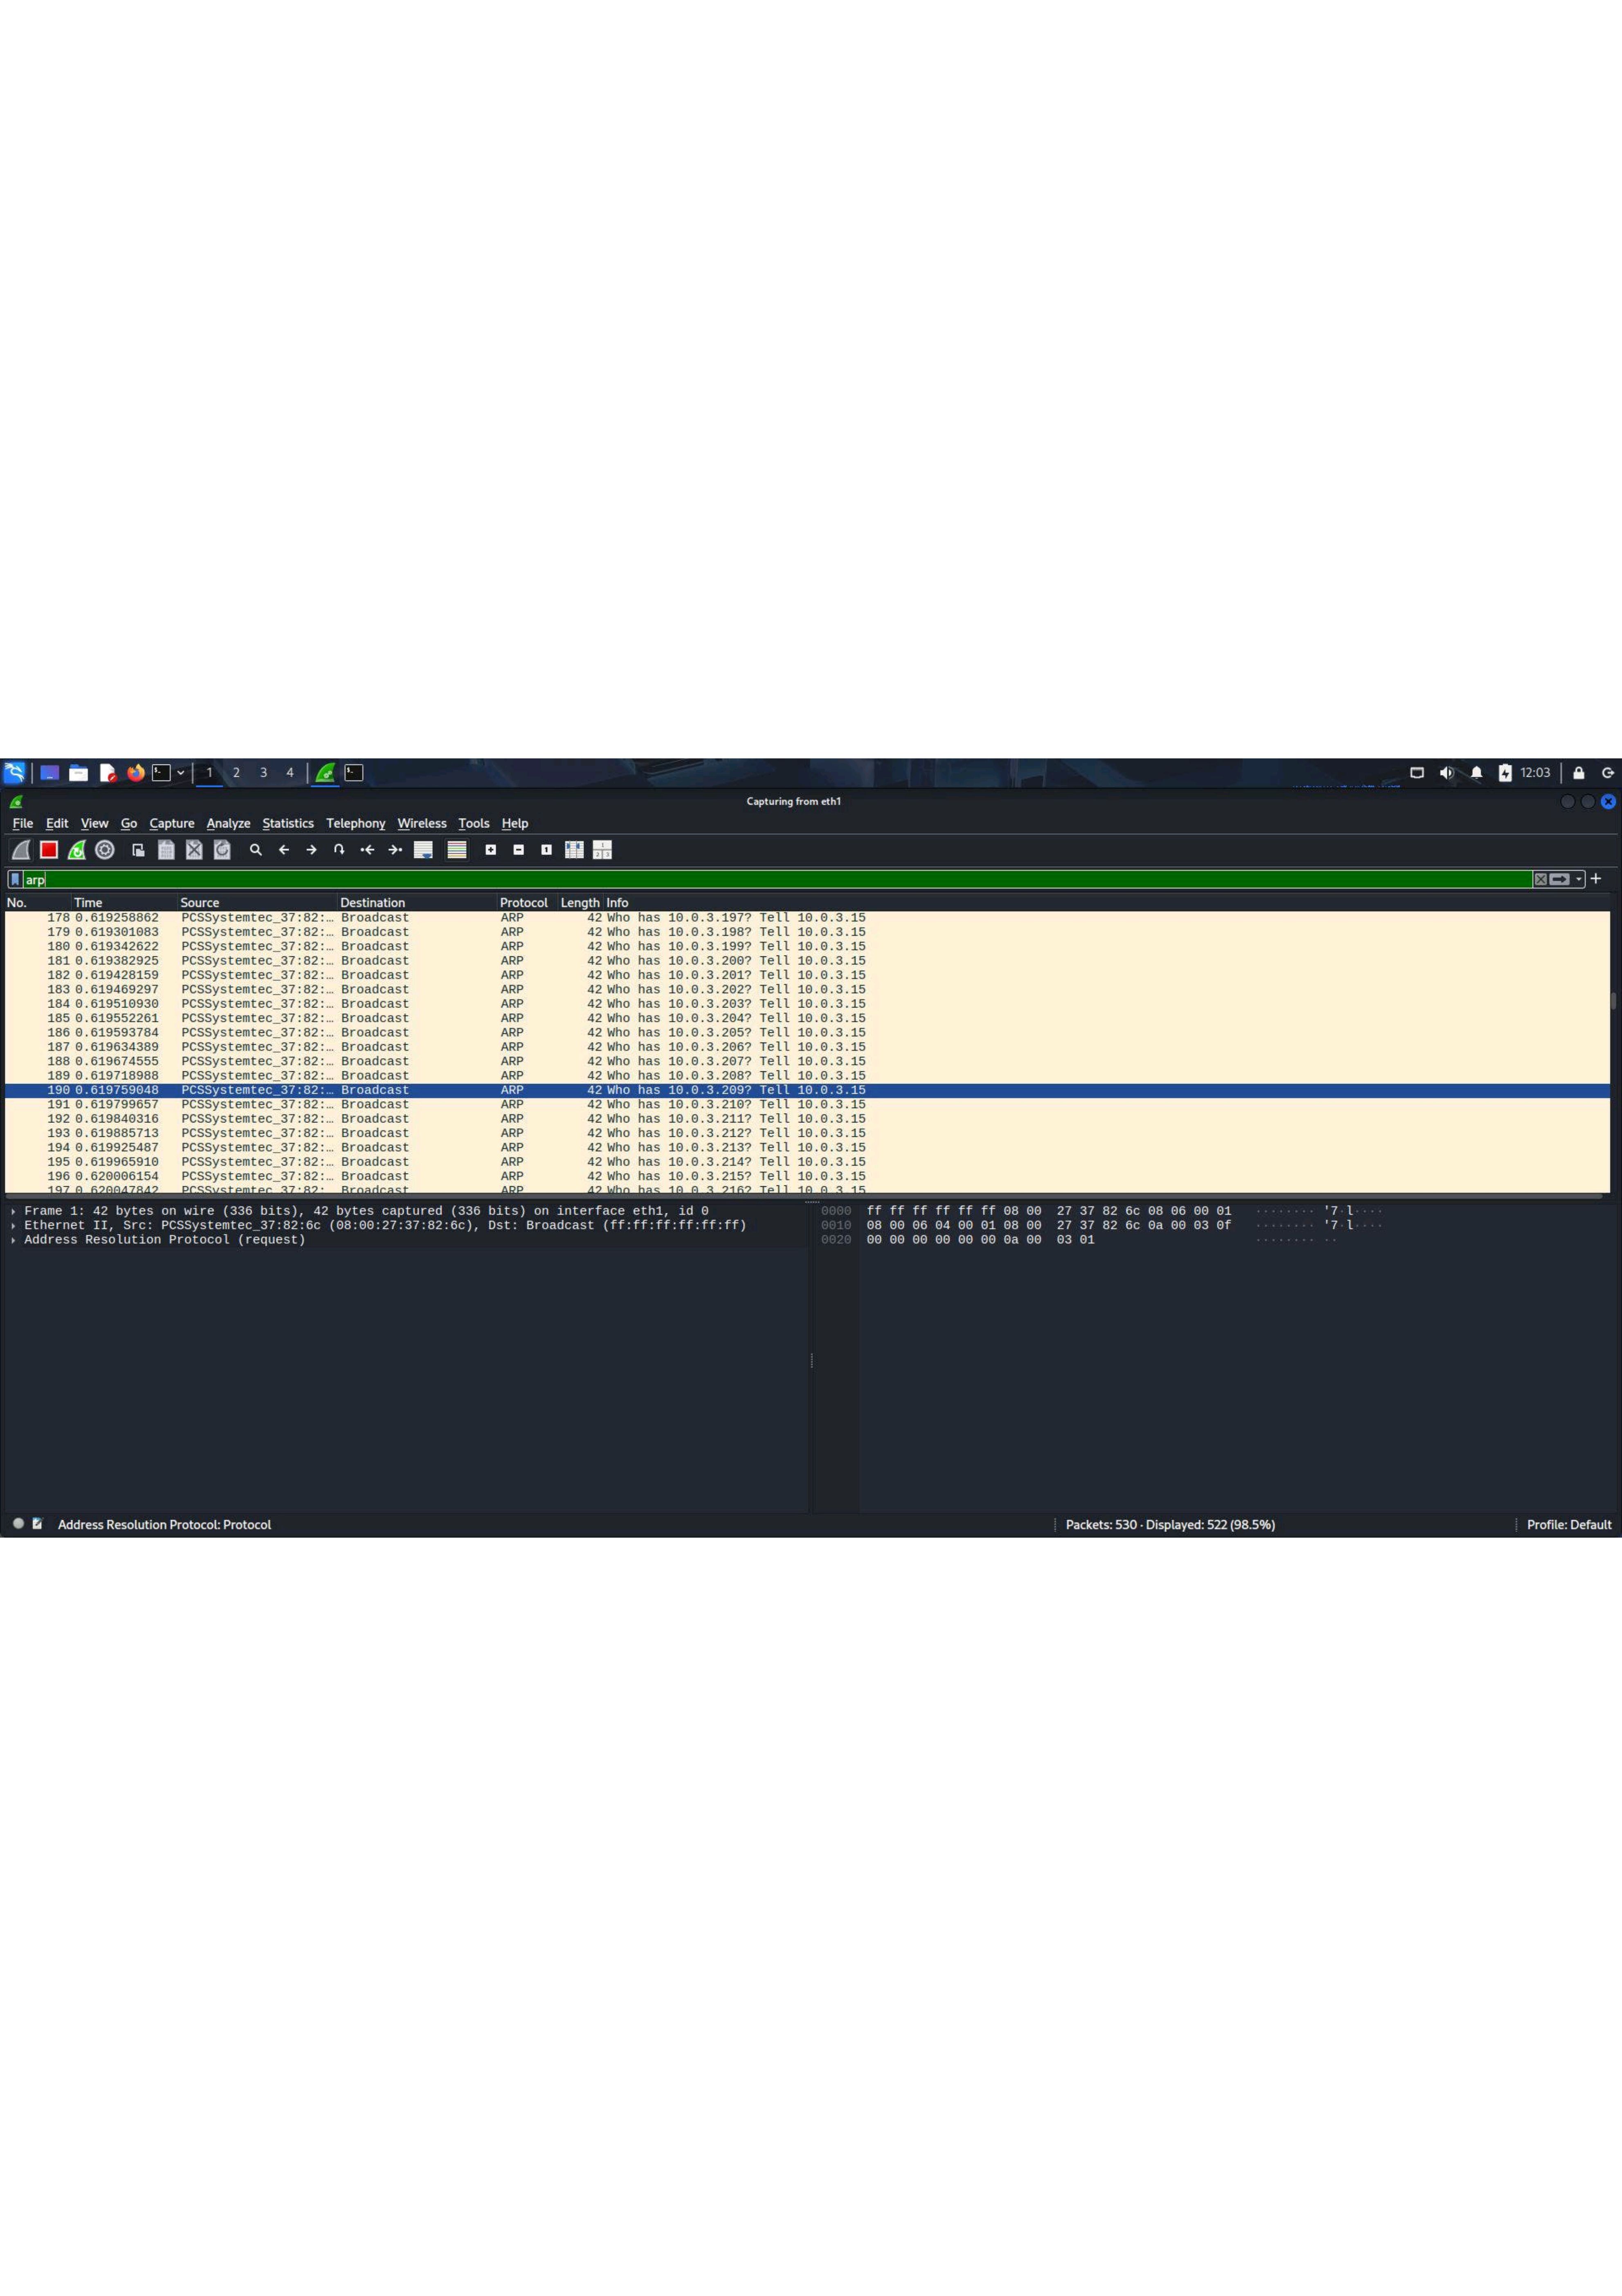 1 2 3 4 12:03
Capturing from eth1
File Edit View Go Capture Analyze Statistics Telephony Wireless Tools Help
arp
No. Time Source Destination Protocol Length Info
178 0.619258862 PCSSystemtec_37:82:… Broadcast ARP 42 Who has 10.0.3.197? Tell 10.0.3.15
179 0.619301083 PCSSystemtec_37:82:… Broadcast ARP 42 Who has 10.0.3.198? Tell 10.0.3.15
180 0.619342622 PCSSystemtec_37:82:… Broadcast ARP 42 Who has 10.0.3.199? Tell 10.0.3.15
181 0.619382925 PCSSystemtec_37:82:… Broadcast ARP 42 Who has 10.0.3.200? Tell 10.0.3.15
182 0.619428159 PCSSystemtec_37:82:… Broadcast ARP 42 Who has 10.0.3.201? Tell 10.0.3.15
183 0.619469297 PCSSystemtec_37:82:… Broadcast ARP 42 Who has 10.0.3.202? Tell 10.0.3.15
184 0.619510930 PCSSystemtec_37:82:… Broadcast ARP 42 Who has 10.0.3.203? Tell 10.0.3.15
185 0.619552261 PCSSystemtec_37:82:… Broadcast ARP 42 Who has 10.0.3.204? Tell 10.0.3.15
186 0.619593784 PCSSystemtec_37:82:… Broadcast ARP 42 Who has 10.0.3.205? Tell 10.0.3.15
187 0.619634389 PCSSystemtec_37:82:… Broadcast ARP 42 Who has 10.0.3.206? Tell 10.0.3.15
188 0.619674555 PCSSystemtec_37:82:… Broadcast ARP 42 Who has 10.0.3.207? Tell 10.0.3.15
189 0.619718988 PCSSystemtec_37:82:… Broadcast ARP 42 Who has 10.0.3.208? Tell 10.0.3.15
190 0.619759048 PCSSystemtec_37:82:… Broadcast ARP 42 Who has 10.0.3.209? Tell 10.0.3.15
191 0.619799657 PCSSystemtec_37:82:… Broadcast ARP 42 Who has 10.0.3.210? Tell 10.0.3.15
192 0.619840316 PCSSystemtec_37:82:… Broadcast ARP 42 Who has 10.0.3.211? Tell 10.0.3.15
193 0.619885713 PCSSystemtec_37:82:… Broadcast ARP 42 Who has 10.0.3.212? Tell 10.0.3.15
194 0.619925487 PCSSystemtec_37:82:… Broadcast ARP 42 Who has 10.0.3.213? Tell 10.0.3.15
195 0.619965910 PCSSystemtec_37:82:… Broadcast ARP 42 Who has 10.0.3.214? Tell 10.0.3.15
196 0.620006154 PCSSystemtec_37:82:… Broadcast ARP 42 Who has 10.0.3.215? Tell 10.0.3.15
197 0.620047842 PCSSystemtec_37:82:… Broadcast ARP 42 Who has 10.0.3.216? Tell 10.0.3.15
Frame 1: 42 bytes on wire (336 bits), 42 bytes captured (336 bits) on interface eth1, id 0
Ethernet II, Src: PCSSystemtec_37:82:6c (08:00:27:37:82:6c), Dst: Broadcast (ff:ff:ff:ff:ff:ff)
Address Resolution Protocol (request)
0000 ff ff ff ff ff ff 08 00 27 37 82 6c 08 06 00 01 ········ '7·l····
0010 08 00 06 04 00 01 08 00 27 37 82 6c 0a 00 03 0f ········ '7·l····
0020 00 00 00 00 00 00 0a 00 03 01 ········ ··
Address Resolution Protocol: Protocol
Packets: 530 · Displayed: 522 (98.5%)
Profile: Default